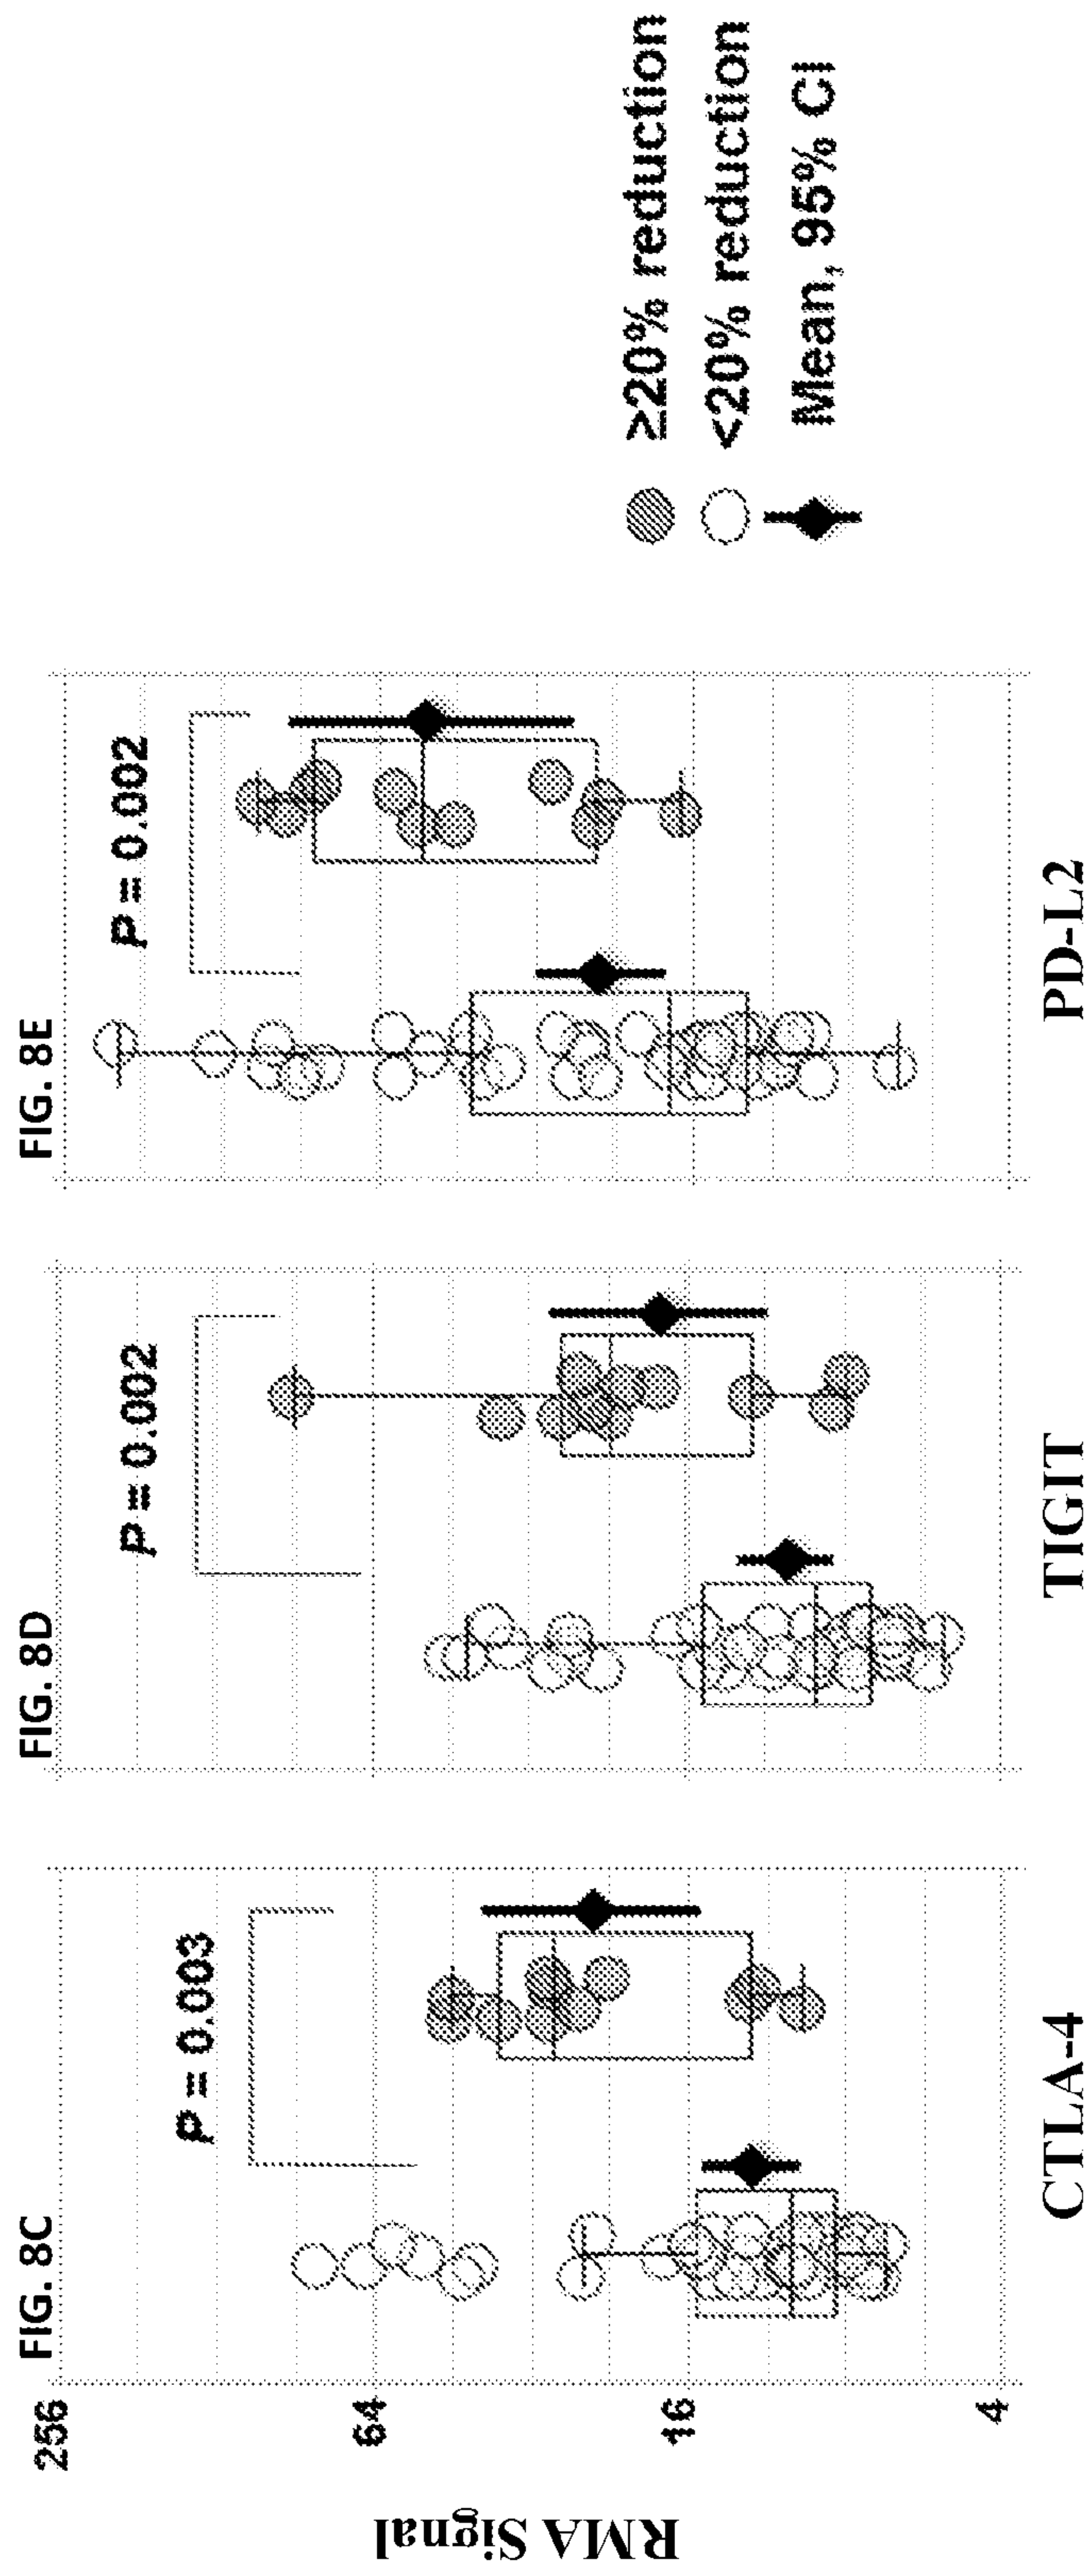 FIG. 8C
FIG. 8D
FIG. 8E
P = 0.003
P = 0.002
P = 0.002
RMA Signal
256
64
16
4
CTLA-4
TIGIT
PD-L2
≥20% reduction
<20% reduction
Mean, 95% CI